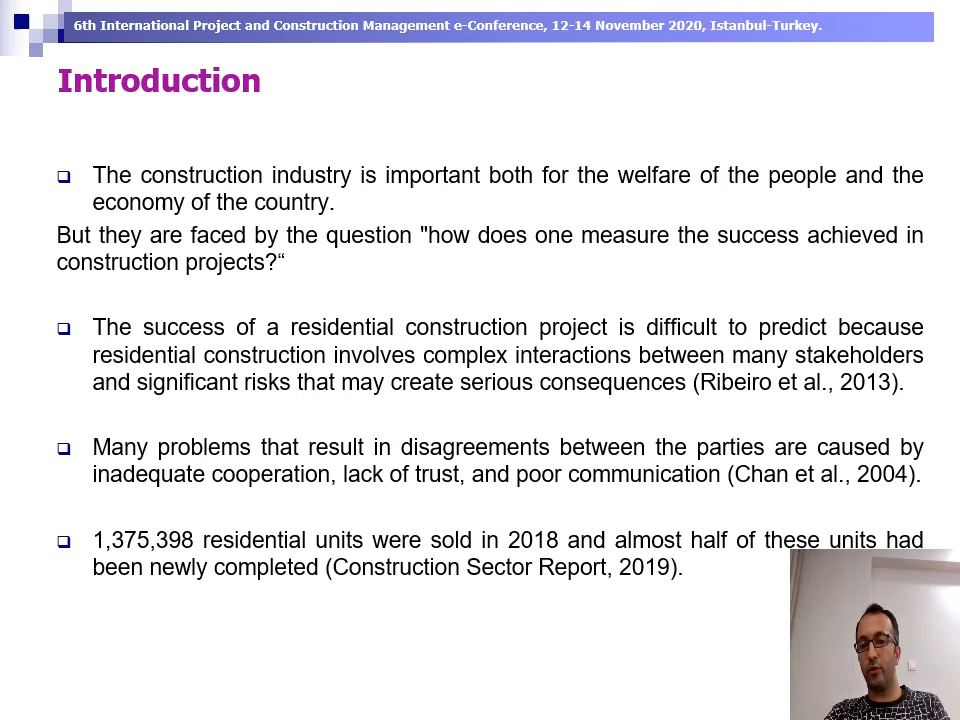 6th International Project and Construction Management e-Conference, 12-14 November 2020, Istanbul-Turkey.
Introduction
The construction industry is important both for the welfare of the people and the
economy of the country.
But they are faced by the question "how does one measure the success achieved in
construction projects?“
The success of a residential construction project is difficult to predict because
residential construction involves complex interactions between many stakeholders
and significant risks that may create serious consequences (Ribeiro et al., 2013).
Many problems that result in disagreements between the parties are caused by
inadequate cooperation, lack of trust, and poor communication (Chan et al., 2004).
1,375,398 residential units were sold in 2018 and almost half of these units had
been newly completed (Construction Sector Report, 2019).